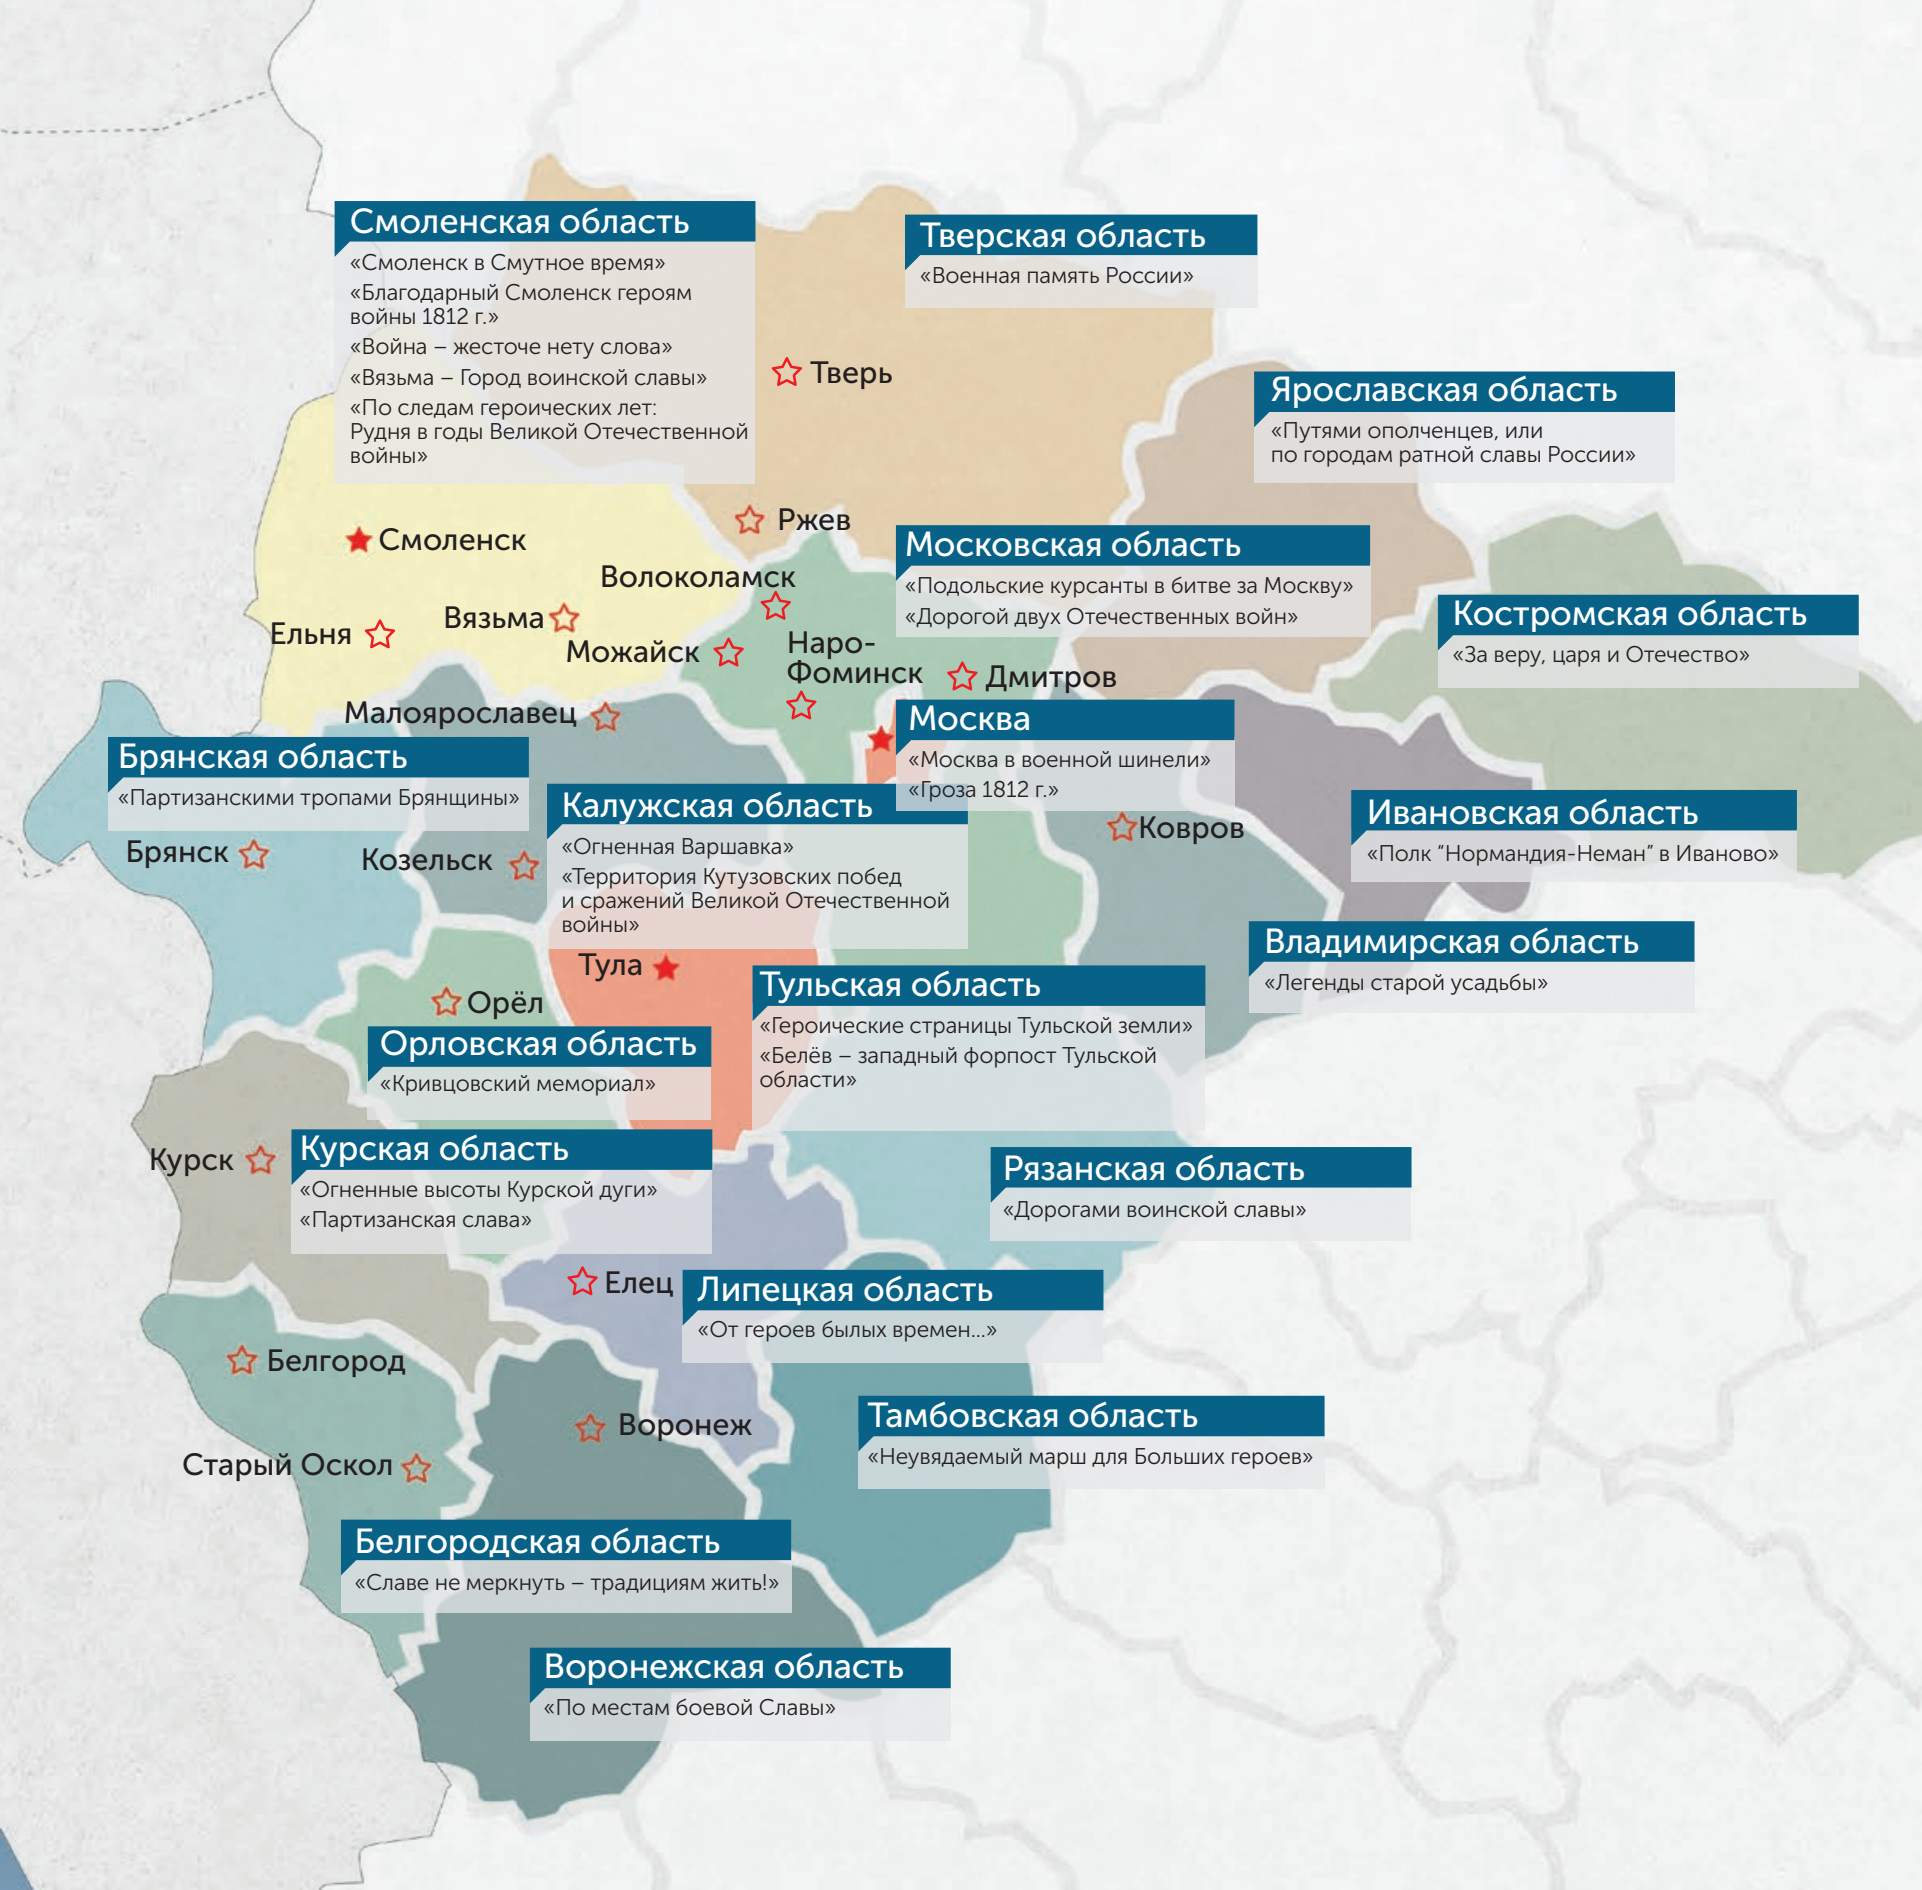 Смоленская область
«Смоленск в Смутное время»
«Благодарный Смоленск героям
войны 1812 г.»
«Война – жесточе нету слова»
«Вязьма – Город воинской славы»
«По следам героических лет:
Рудня в годы Великой Отечественной
войны»
Тверская область
«Военная память России»
Тверь
Ярославская область
«Путями ополченцев, или
по городам ратной славы России»
Ржев
Смоленск
Московская область
«Подольские курсанты в битве за Москву»
«Дорогой двух Отечественных войн»
Волоколамск
Костромская область
«За веру, царя и Отечество»
Ельня
Вязьма
Можайск
Наро-
Фоминск
Дмитров
Малоярославец
Москва
«Москва в военной шинели»
«Гроза 1812 г.»
Брянская область
«Партизанскими тропами Брянщины»
Калужская область
«Огненная Варшавка»
«Территория Кутузовских побед
и сражений Великой Отечественной
войны»
Ковров
Ивановская область
«Полк “Нормандия-Неман” в Иваново»
Брянск
Козельск
Владимирская область
«Легенды старой усадьбы»
Тула
Тульская область
«Героические страницы Тульской земли»
«Белёв – западный форпост Тульской
области»
Орёл
Орловская область
«Кривцовский мемориал»
Курск
Курская область
«Огненные высоты Курской дуги»
«Партизанская слава»
Рязанская область
«Дорогами воинской славы»
Елец
Липецкая область
«От героев былых времен...»
Белгород
Воронеж
Тамбовская область
«Неувядаемый марш для Больших героев»
Старый Оскол
Белгородская область
«Славе не меркнуть – традициям жить!»
Воронежская область
«По местам боевой Славы»